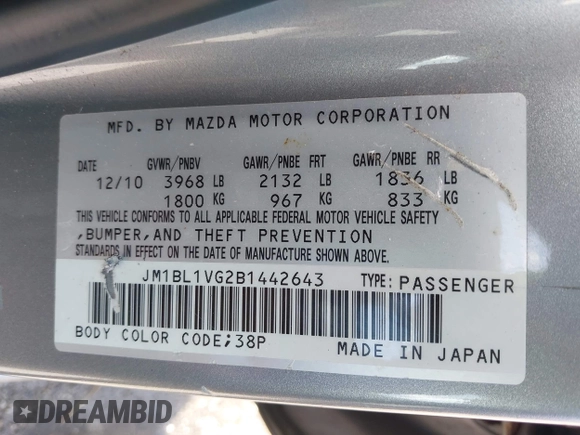 MFD. BY MAZDA MOTOR CORPORATION
DATE GVWR/PNBV GAWR/PNBE FRT GAWR/PNBE RR
12/10 3968 LB 2132 LB 1836 LB
1800 KG 967 KG 833 KG
THIS VEHICLE CONFORMS TO ALL APPLICABLE FEDERAL MOTOR VEHICLE SAFETY
,BUMPER,AND THEFT PREVENTION
STANDARDS IN EFFECT ON THE DATE OF MANUFACTURE SHOWN ABOVE.
JM1BL1VG2B1442643 TYPE:PASSENGER
BODY COLOR CODE;38P MADE IN JAPAN
DREAMBID